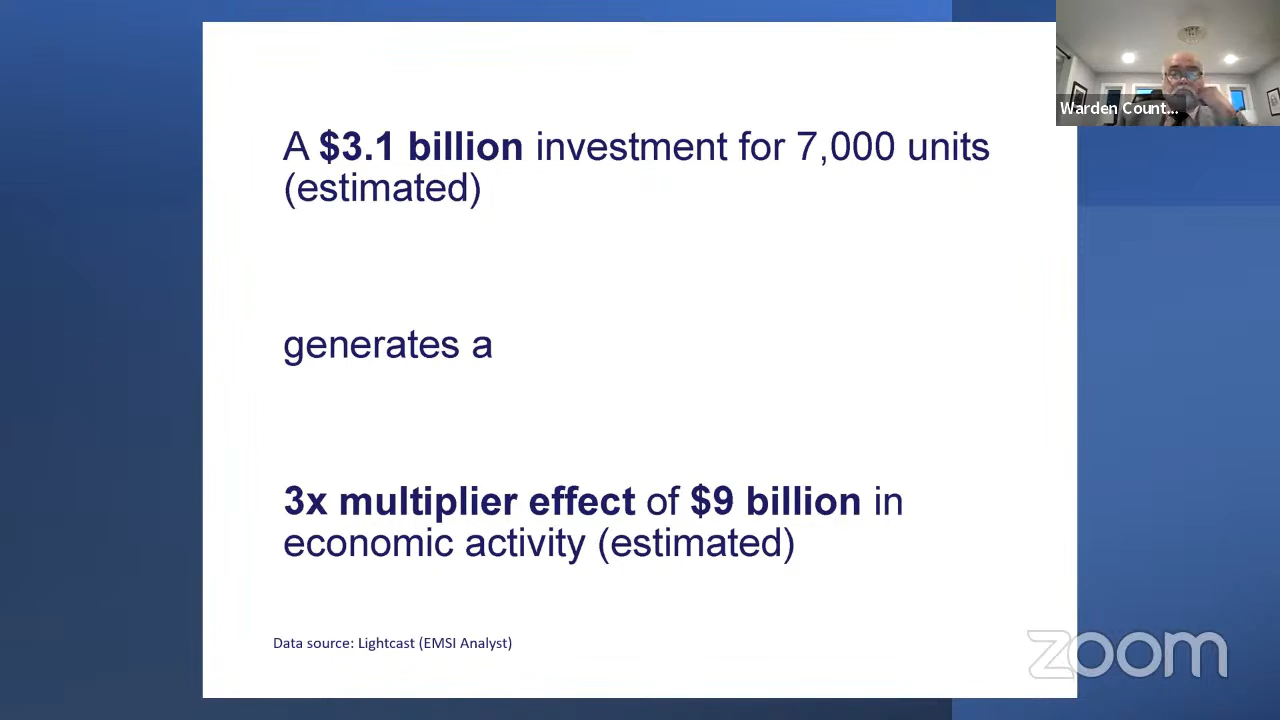 A $3.1 billion investment for 7,000 units
(estimated)
generates a
3x multiplier effect of $9 billion in
economic activity (estimated)
Data source: Lightcast (EMSI Analyst)
Warden Count...
zoom